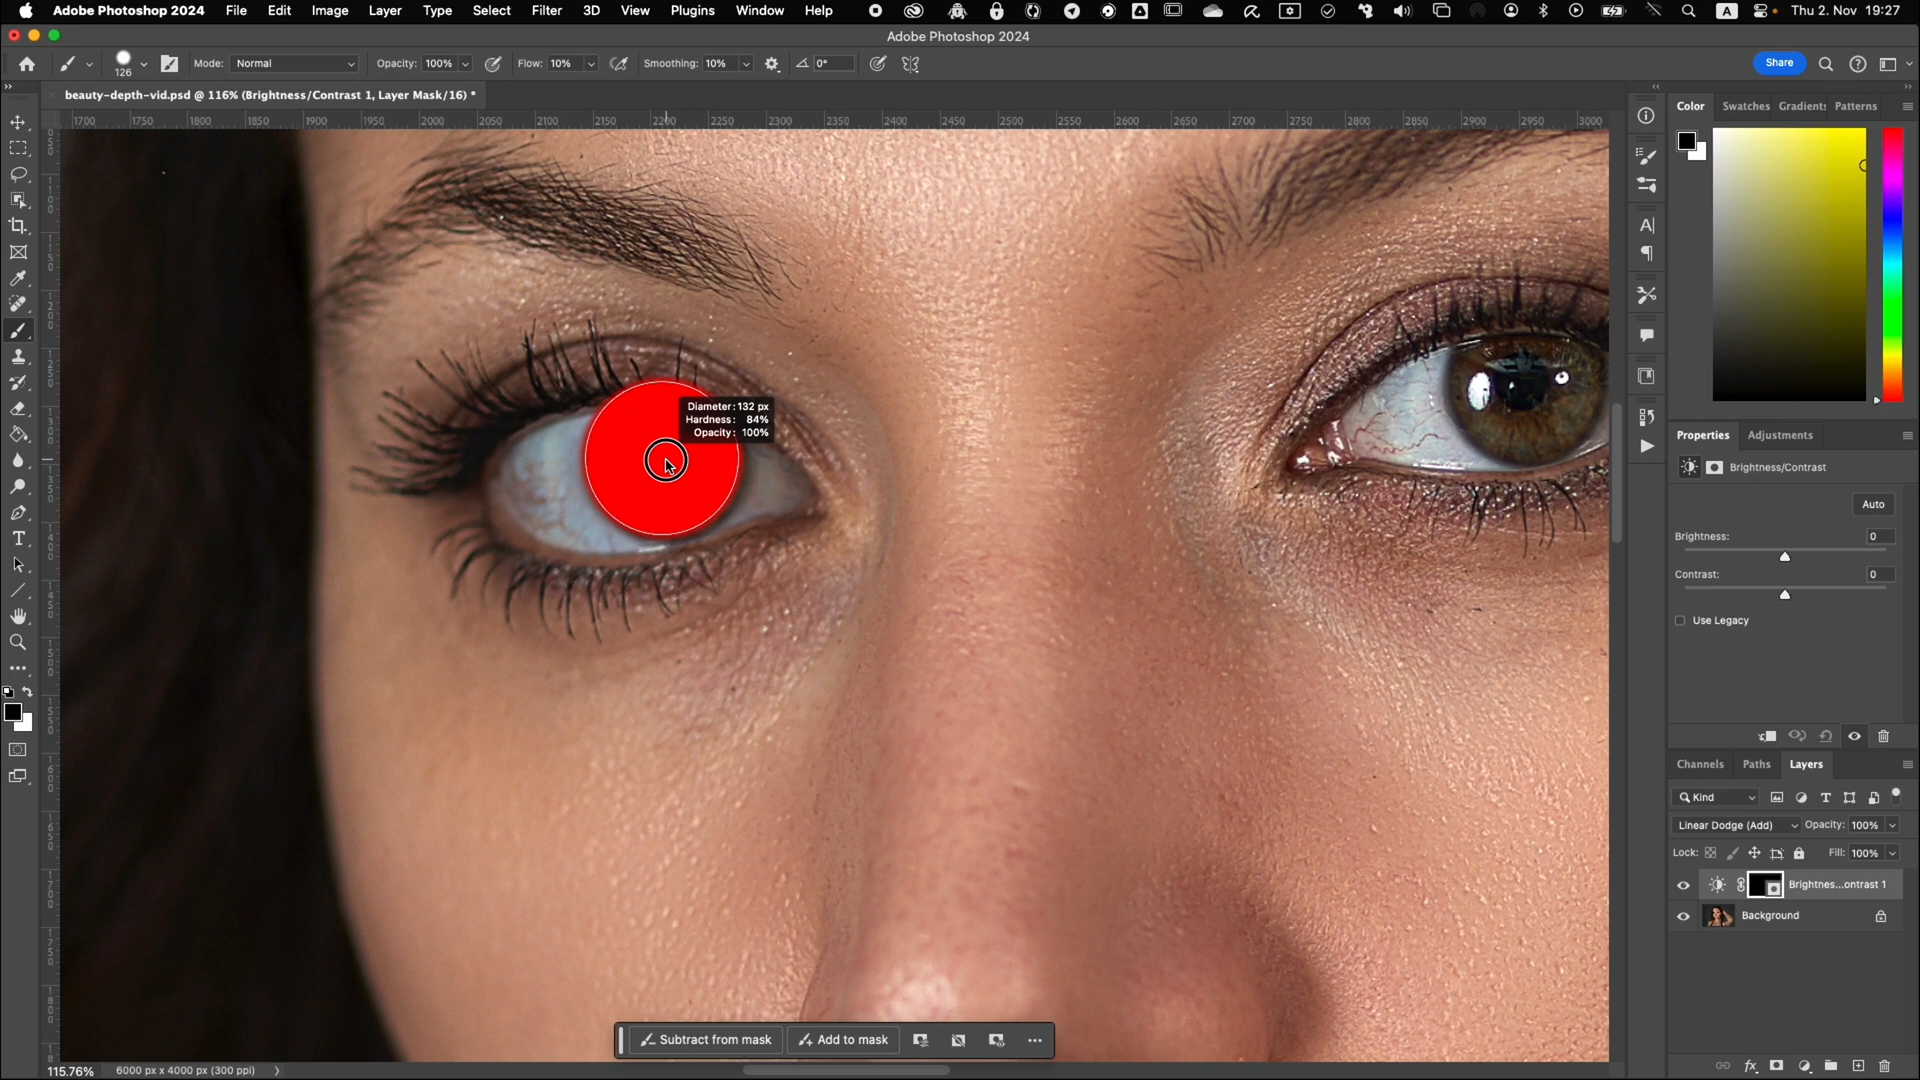 Adobe Photoshop 2024 File Edit Image Layer Type Select Filter 3D View Plugins Window Help A Thu 2. Nov 19:27
Adobe Photoshop 2024
126 Mode: Normal Opacity: 100% Flow: 10% Smoothing: 10% 0° Share
beauty-depth-vid.psd @ 116% (Brightness/Contrast 1, Layer Mask/16) *
1700 1750 1800 1850 1900 1950 2000 2050 2100 2150 2200 2250 2300 2350 2400 2450 2500 2550 2600 2650 2700 2750 2800 2850 2900 2950 3000
Color Swatches Gradients Patterns
Diameter: 132 px
Hardness: 84%
Opacity: 100%
Properties Adjustments
Brightness/Contrast
Auto
Brightness: 0
Contrast: 0
Use Legacy
Channels Paths Layers
Kind
Linear Dodge (Add) Opacity: 100%
Lock: Fill: 100%
Brightnes...ontrast 1
Background
Subtract from mask Add to mask
115.76% 6000 px x 4000 px (300 ppi)